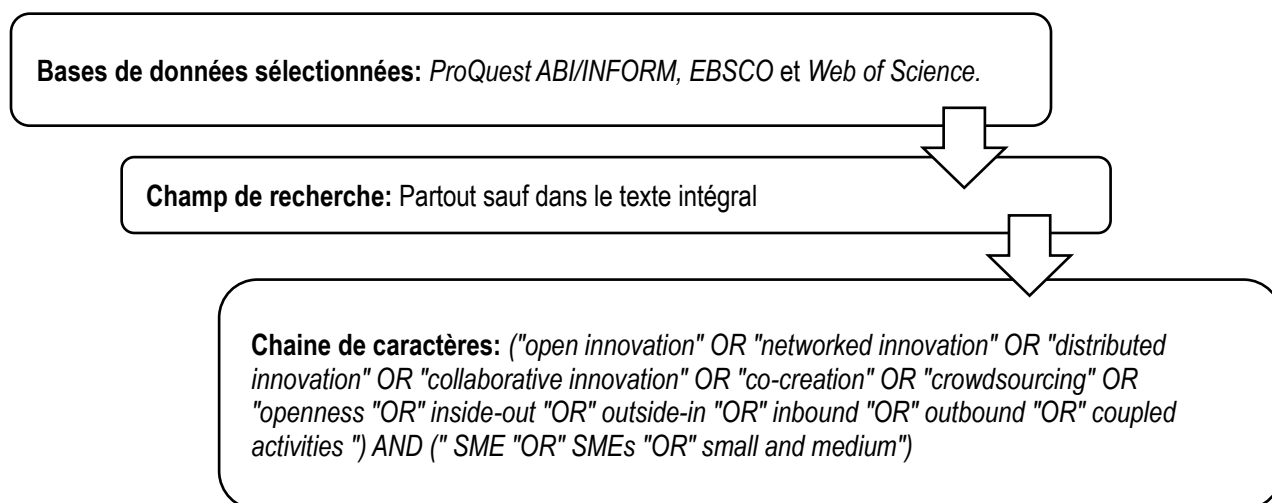 Bases de données sélectionnées: ProQuest ABI/INFORM, EBSCO et Web of Science.
Champ de recherche: Partout sauf dans le texte intégral
Chaine de caractères: ("open innovation" OR "networked innovation" OR "distributed
innovation" OR "collaborative innovation" OR "co-creation" OR "crowdsourcing" OR
"openness "OR" inside-out "OR" outside-in "OR" inbound "OR" outbound "OR" coupled
activities ") AND (" SME "OR" SMEs "OR" small and medium")